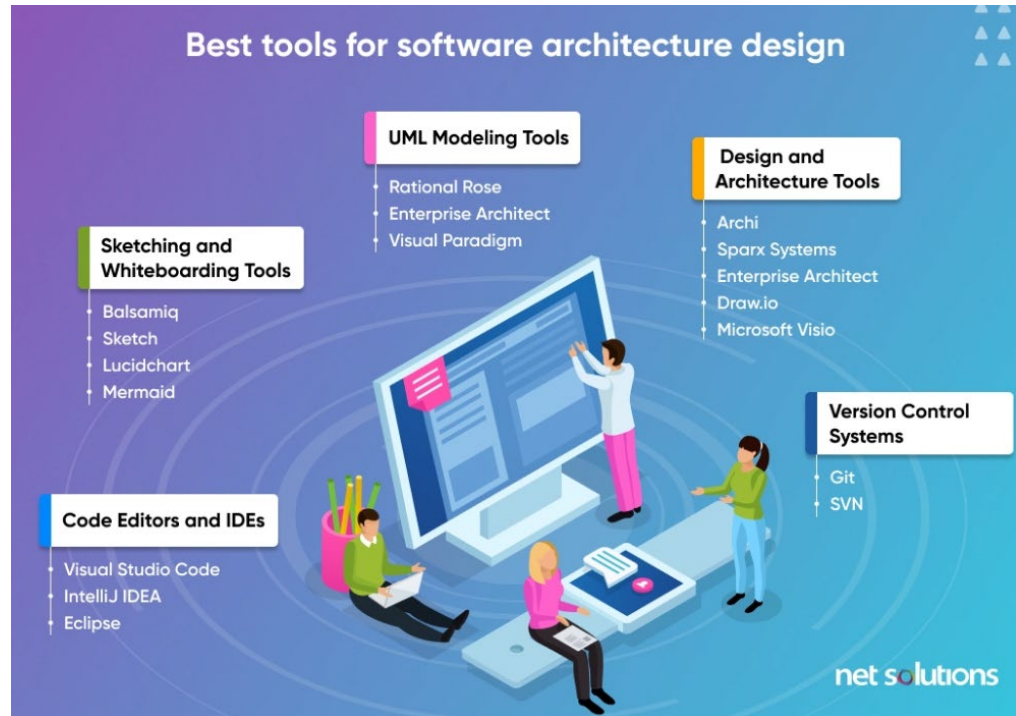 Best tools for software architecture design
UML Modeling Tools
Rational Rose
Enterprise Architect
Visual Paradigm
Design and
Architecture Tools
Archi
Sparx Systems
Enterprise Architect
Draw.io
Microsoft Visio
Sketching and
Whiteboarding Tools
Balsamiq
Sketch
Lucidchart
Mermaid
Version Control
Systems
Git
SVN
Code Editors and IDEs
Visual Studio Code
IntelliJ IDEA
Eclipse
net solutions